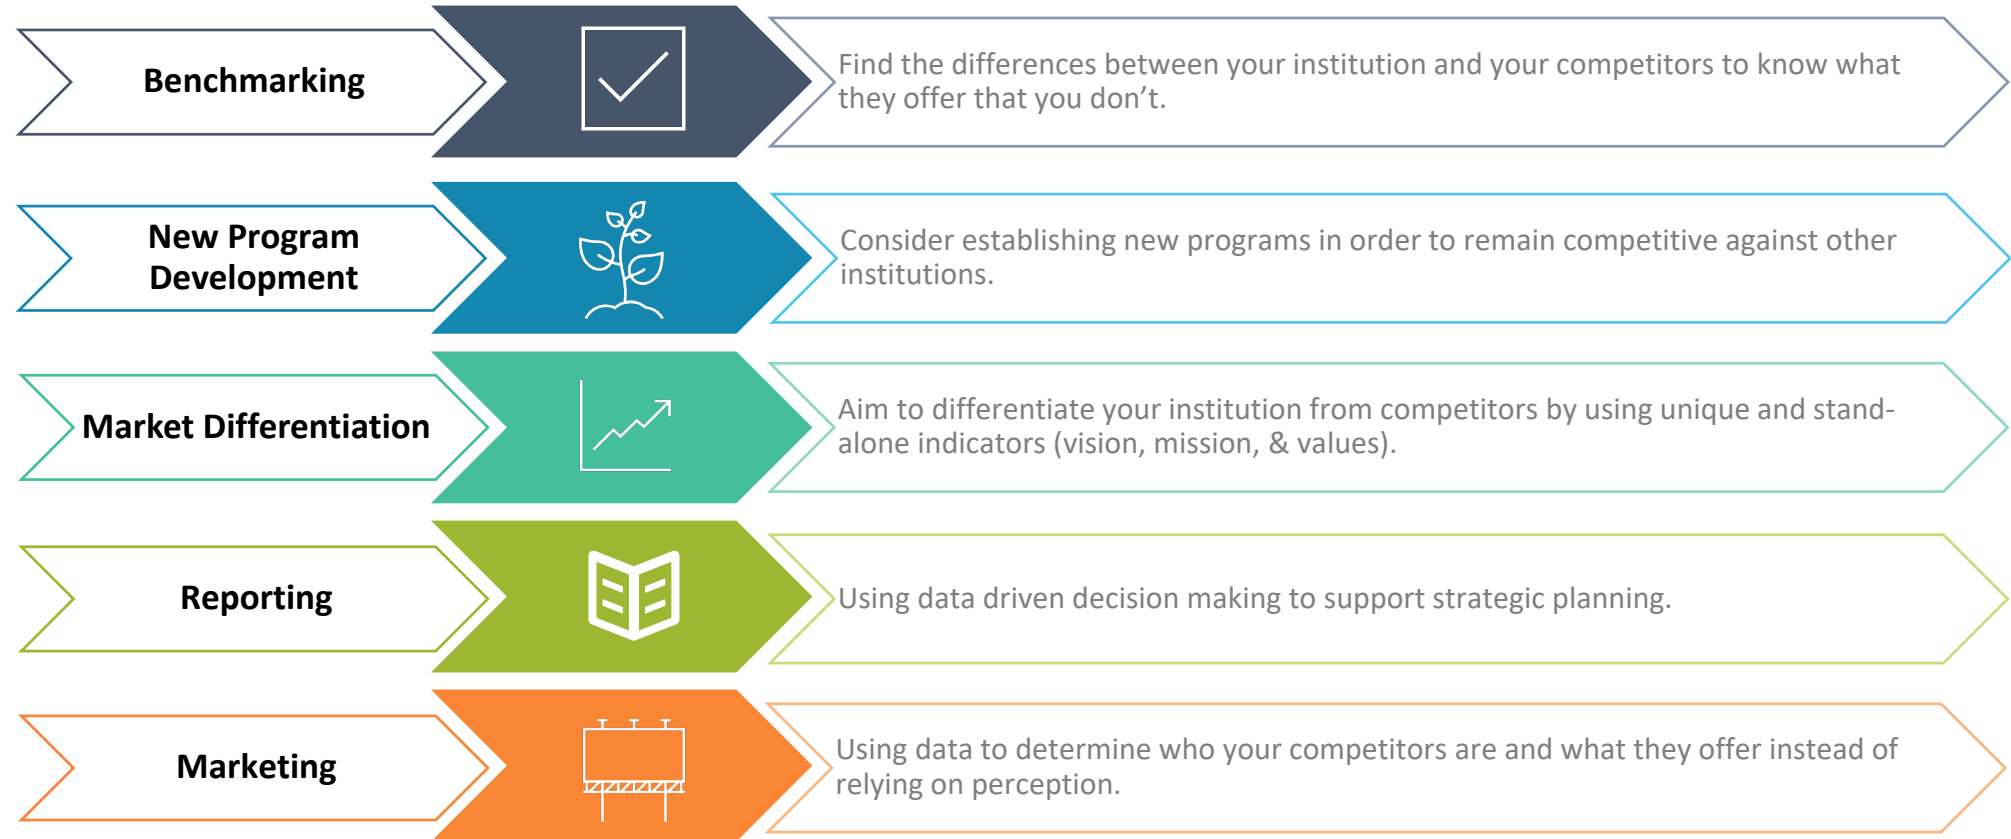 Benchmarking
Find the differences between your institution and your competitors to know what
they offer that you don’t.
New Program
Development
Consider establishing new programs in order to remain competitive against other
institutions.
Market Differentiation
Aim to differentiate your institution from competitors by using unique and stand-
alone indicators (vision, mission, & values).
Reporting
Using data driven decision making to support strategic planning.
Marketing
Using data to determine who your competitors are and what they offer instead of
relying on perception.